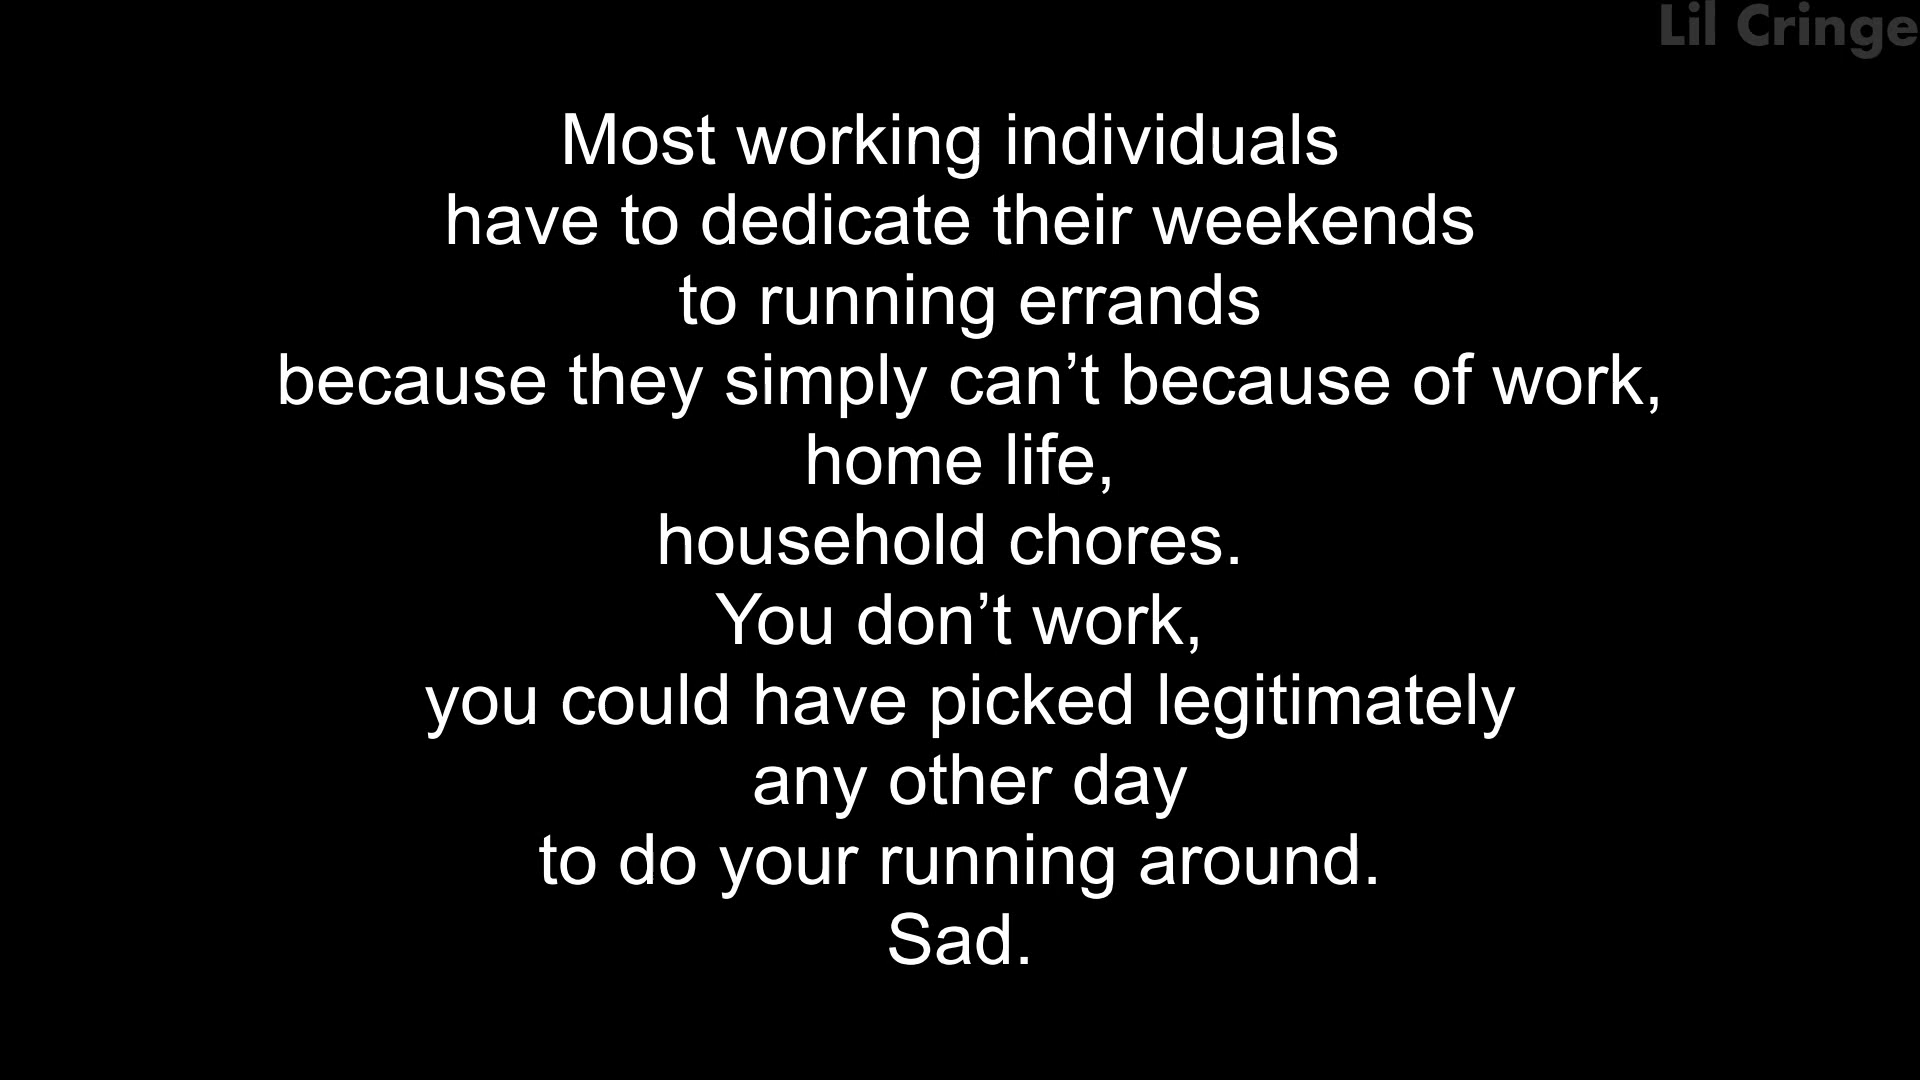 Lil Cringe
Most working individuals
have to dedicate their weekends
to running errands
because they simply can’t because of work,
home life,
household chores.
You don’t work,
you could have picked legitimately
any other day
to do your running around.
Sad.